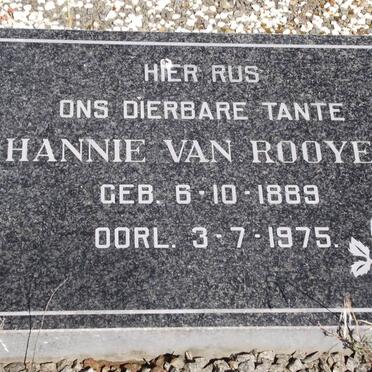 HIER RUS
ONS DIERBARE TANTE
HANNIE VAN ROOYE
GEB. 6-10-1889
OORL. 3-7-1975.